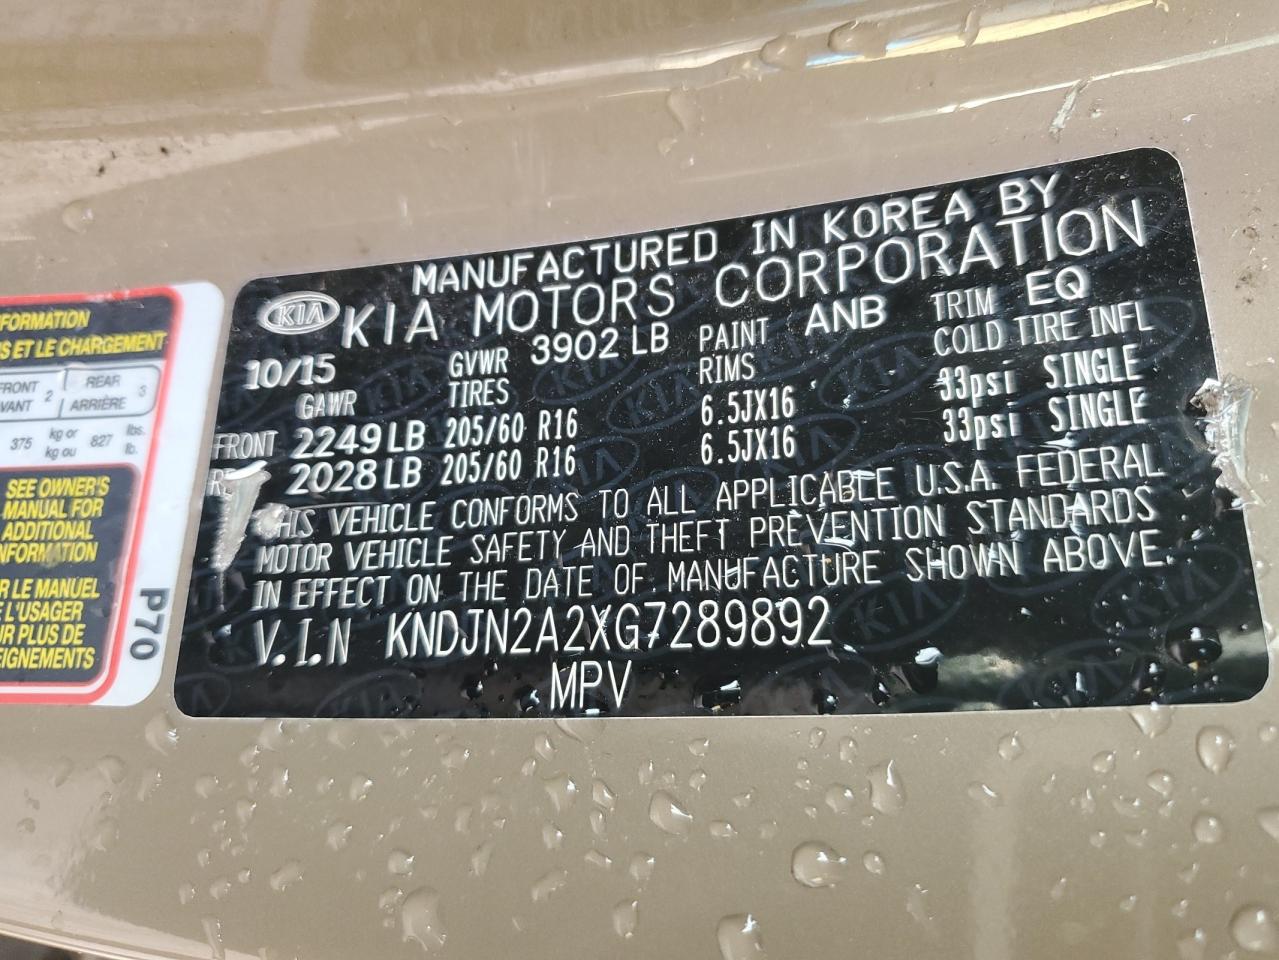 MANUFACTURED IN KOREA BY
KIA KIA MOTORS CORPORATION
10/15 GVWR 3902 LB PAINT ANB TRIM EQ
GAWR TIRES RIMS COLD TIRE INFL
FRONT 2249 LB 205/60 R16 6.5JX16 33psi SINGLE
2028 LB 205/60 R16 6.5JX16 33psi SINGLE
THIS VEHICLE CONFORMS TO ALL APPLICABLE U.S.A. FEDERAL
MOTOR VEHICLE SAFETY AND THEFT PREVENTION STANDARDS
IN EFFECT ON THE DATE OF MANUFACTURE SHOWN ABOVE.
V.I.N KNDJN2A2XG7289892
MPV
ET LE CHARGEMENT
FRONT 2 REAR 3
ARRIÈRE
375 kg or 827 lbs.
kg ou lb.
SEE OWNER'S
MANUAL FOR
ADDITIONAL
LE MANUEL
L'USAGER
PLUS DE
P70